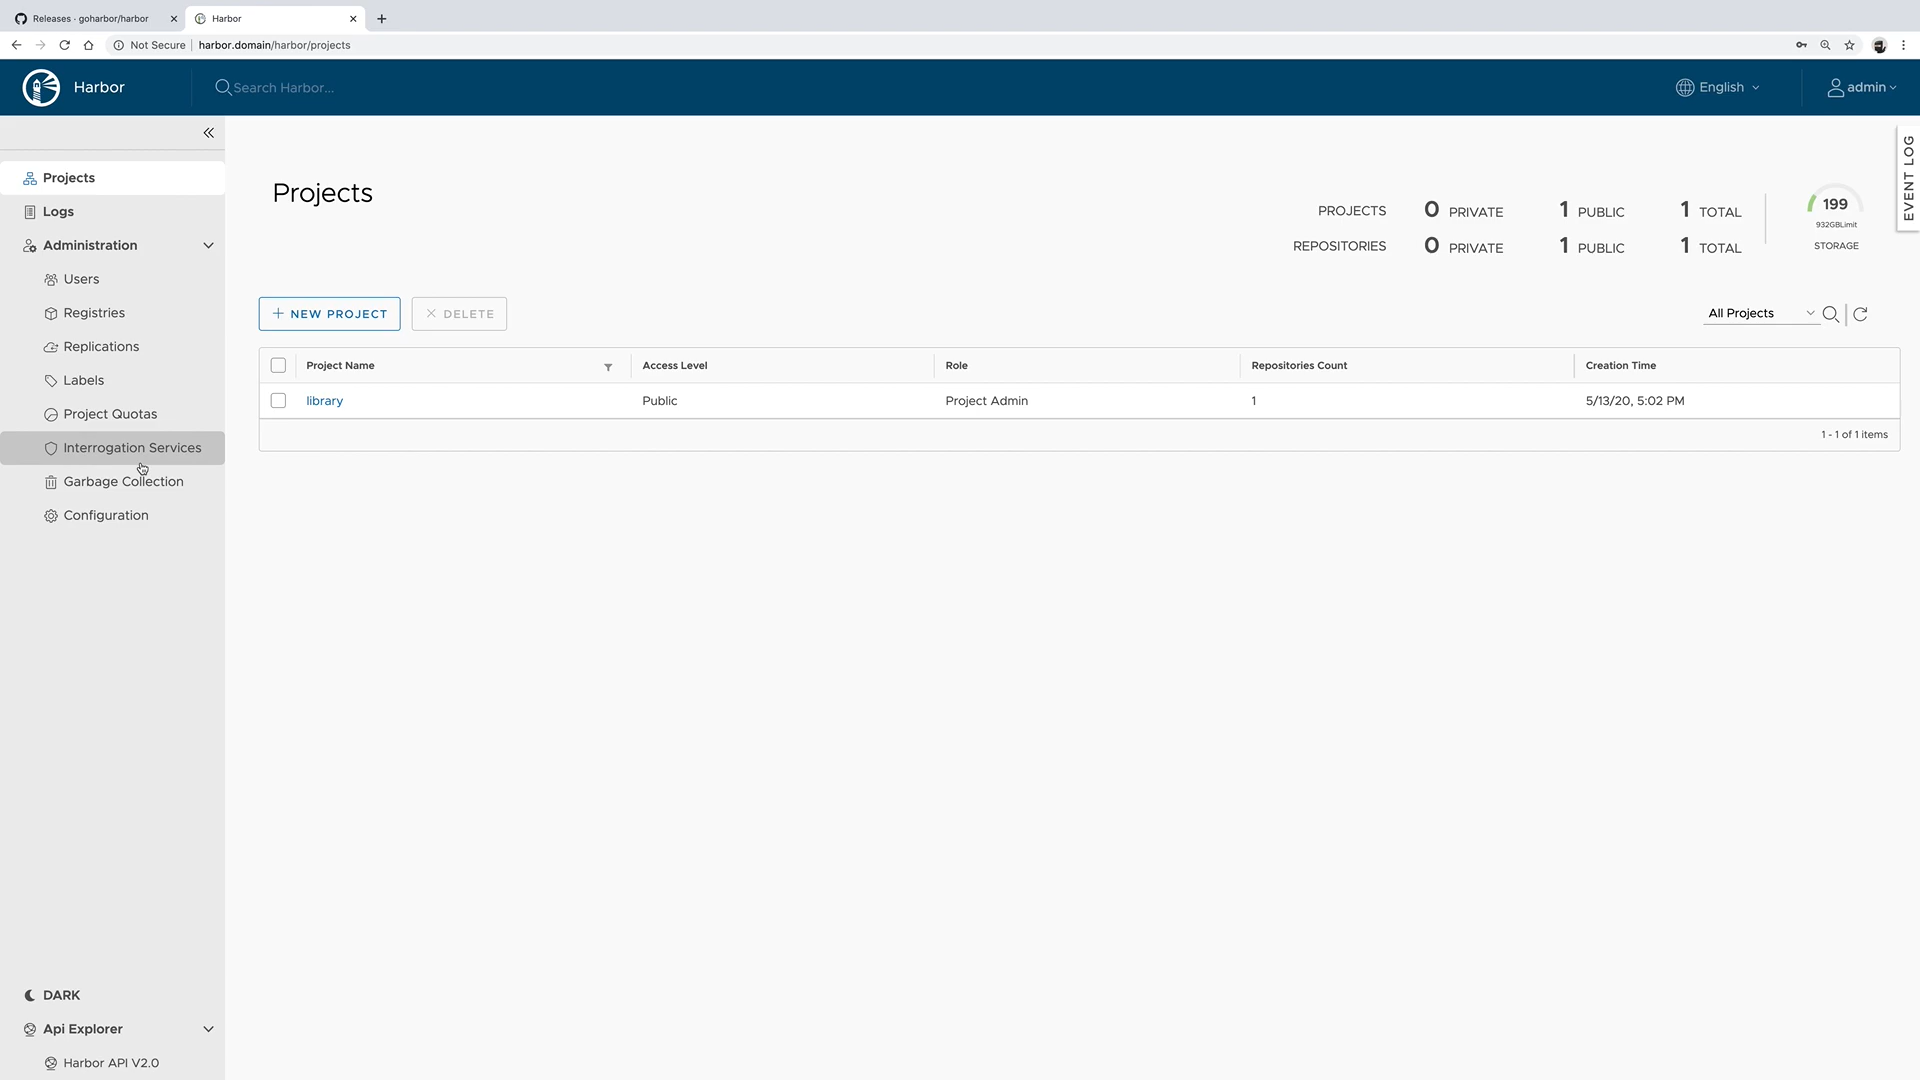 Releases · goharbor/harbor
Harbor
Not Secure
harbor.domain/harbor/projects
Harbor
Search Harbor...
English
admin
Projects
Logs
Administration
Users
Registries
Replications
Labels
Project Quotas
Interrogation Services
Garbage Collection
Configuration
DARK
Api Explorer
Harbor API V2.0
Projects
PROJECTS 0 PRIVATE 1 PUBLIC 1 TOTAL
REPOSITORIES 0 PRIVATE 1 PUBLIC 1 TOTAL
199
932GBLimit
STORAGE
EVENT LOG
+ NEW PROJECT
× DELETE
All Projects
Project Name Access Level Role Repositories Count Creation Time
library Public Project Admin 1 5/13/20, 5:02 PM
1 - 1 of 1 items